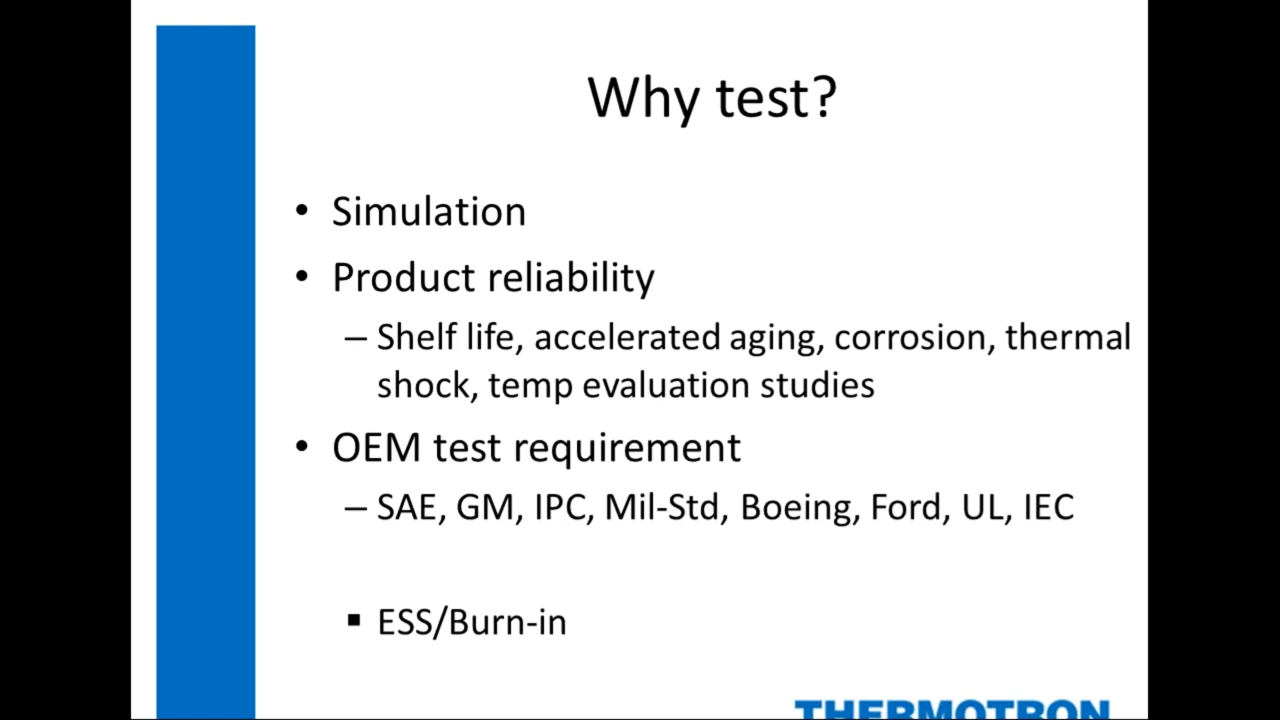 Why test?
• Simulation
• Product reliability
– Shelf life, accelerated aging, corrosion, thermal
shock, temp evaluation studies
• OEM test requirement
– SAE, GM, IPC, Mil-Std, Boeing, Ford, UL, IEC
▪ ESS/Burn-in
THERMOTRON